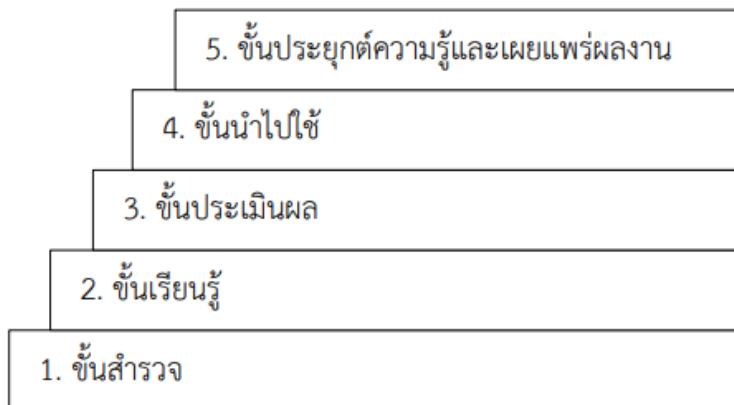 5. ขั้นประยุกต์ความรู้และเผยแพร่ผลงาน
4. ขั้นนำไปใช้
3. ขั้นประเมินผล
2. ขั้นเรียนรู้
1. ขั้นสำรวจ